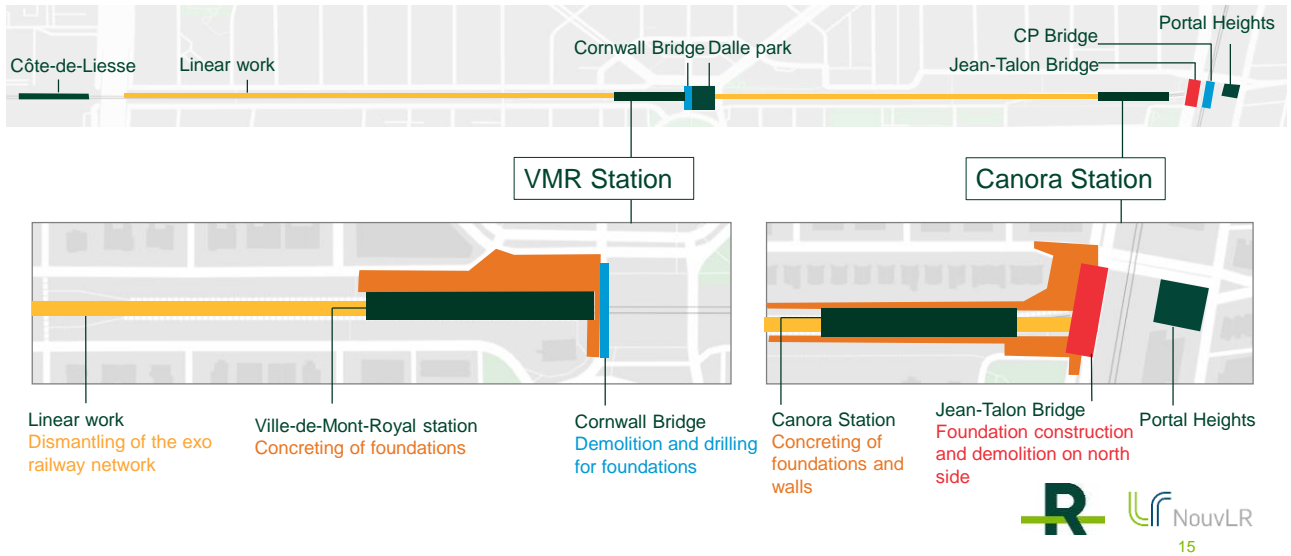 Portal Heights
CP Bridge
Cornwall Bridge Dalle park
Côte-de-Liesse
Linear work
Jean-Talon Bridge
VMR Station
Canora Station
Linear work
Dismantling of the exo
railway network
Ville-de-Mont-Royal station
Concreting of foundations
Cornwall Bridge
Demolition and drilling
for foundations
Canora Station
Concreting of
foundations and
walls
Jean-Talon Bridge
Foundation construction
and demolition on north
side
Portal Heights
R
NouvLR
15